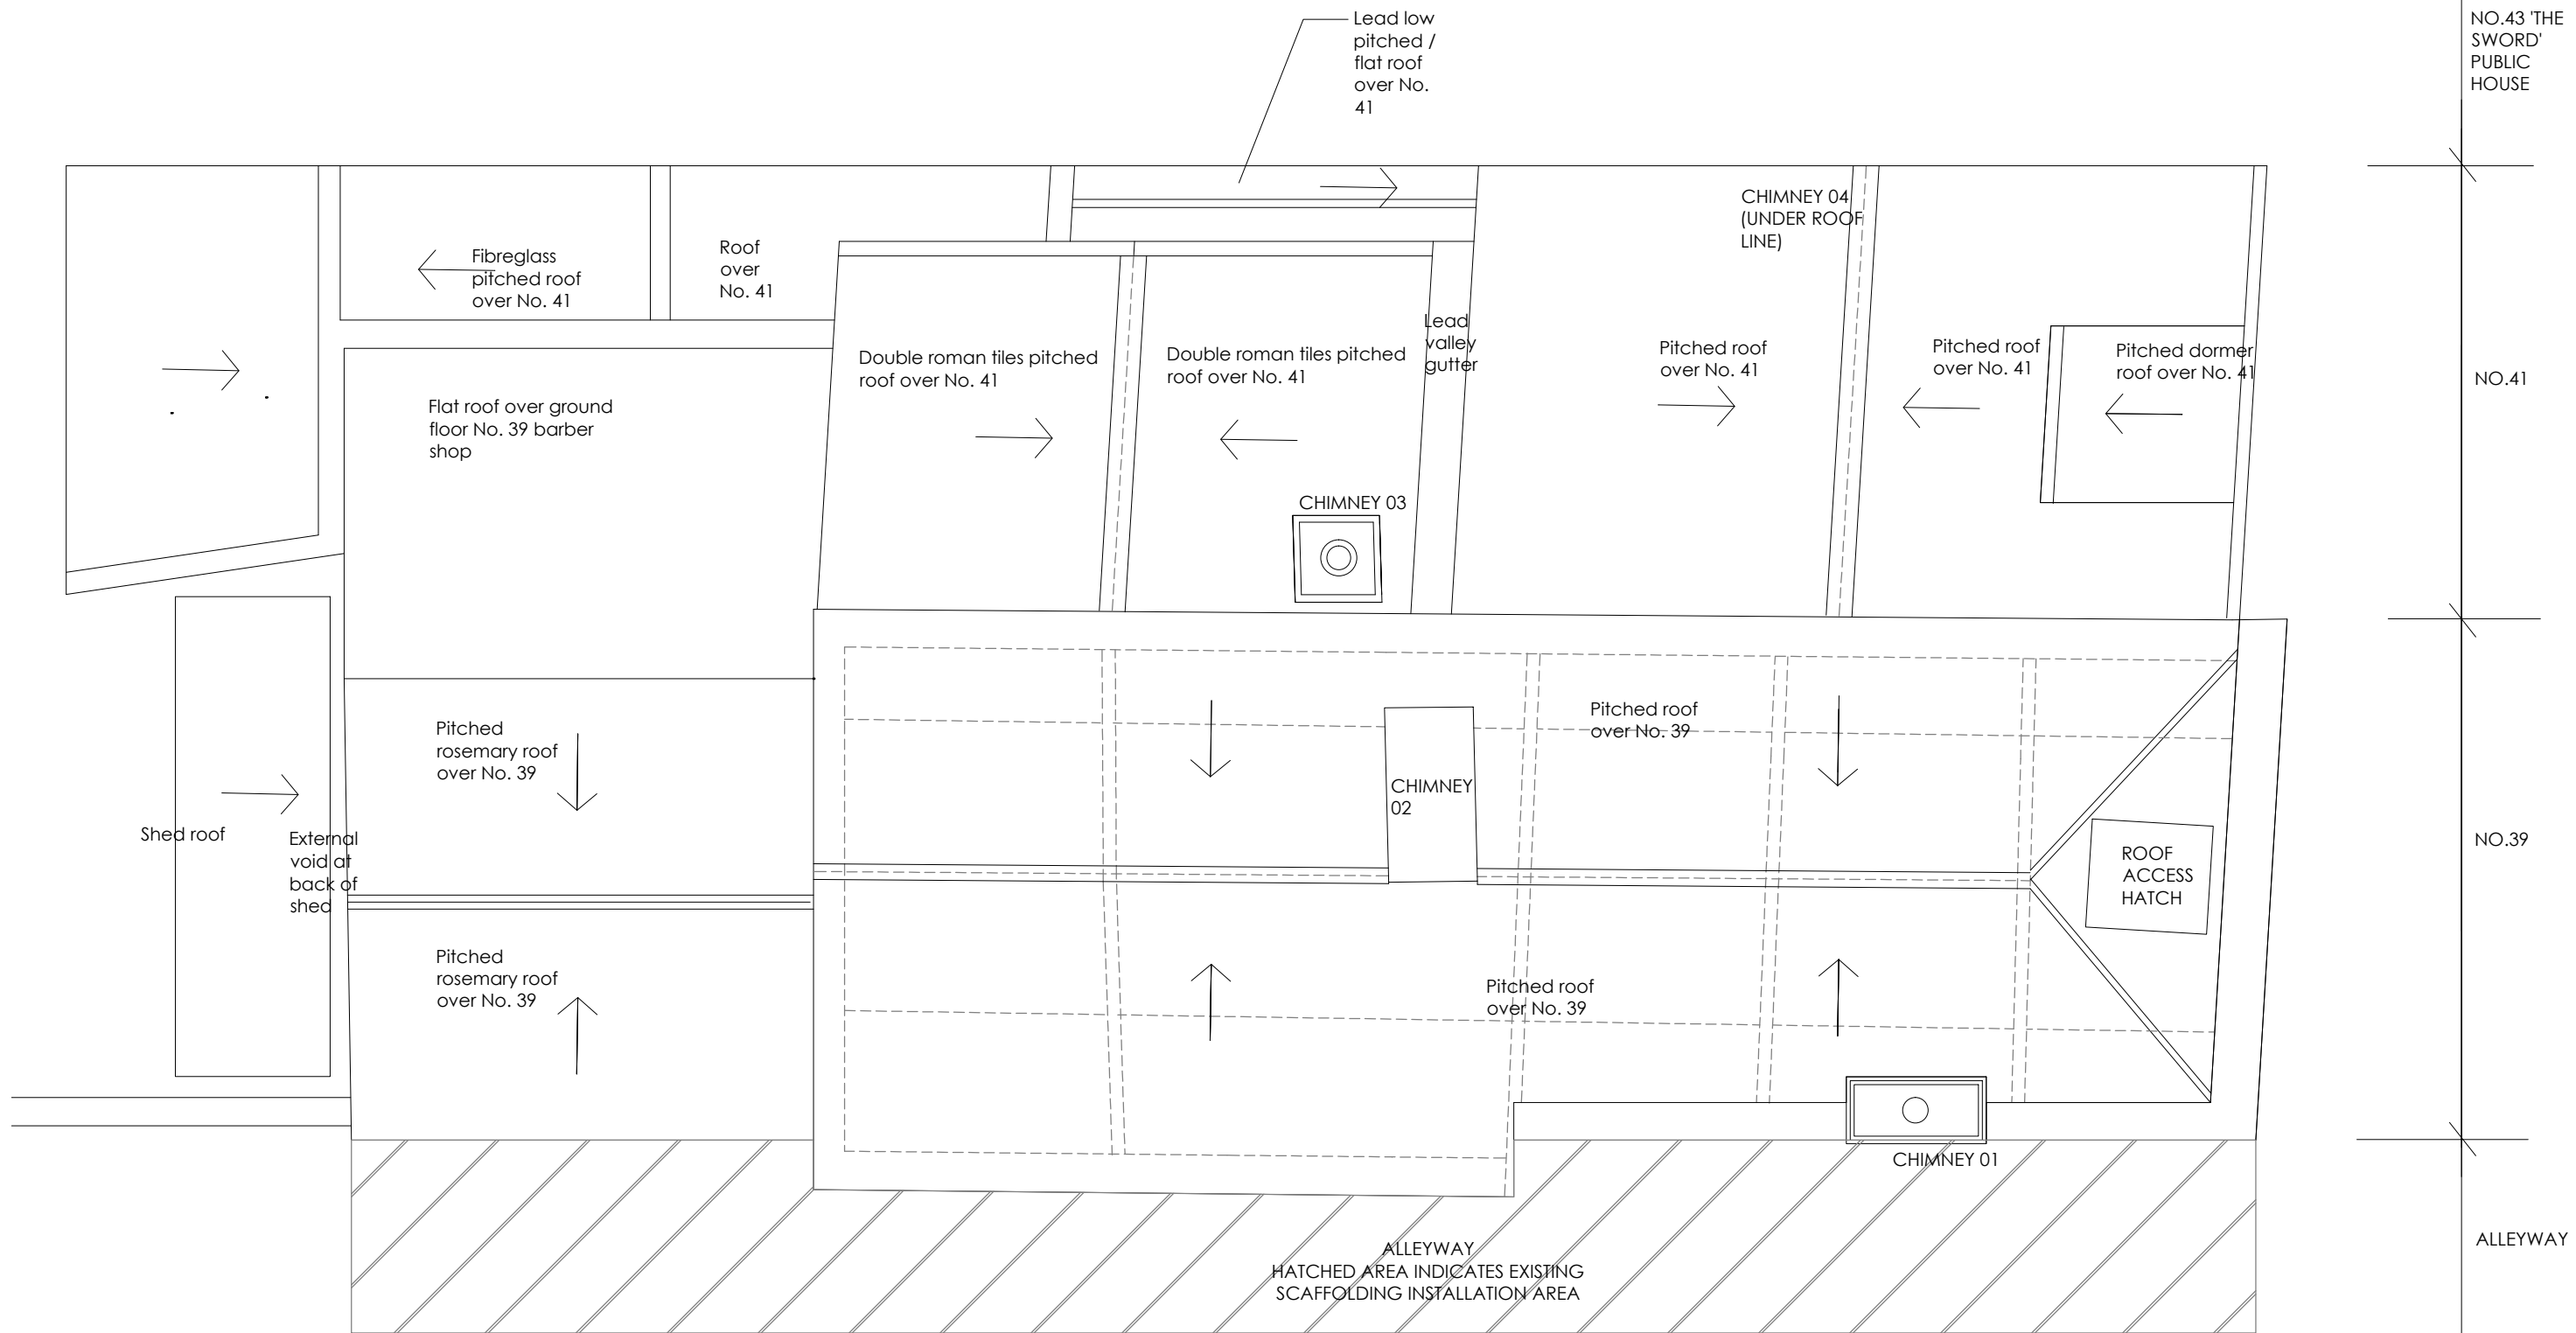 Lead low
pitched /
flat roof
over No.
41
NO.43 'THE
SWORD'
PUBLIC
HOUSE
CHIMNEY 04
(UNDER ROOF
LINE)
Fibreglass
pitched roof
over No. 41
Roof
over
No. 41
Double roman tiles pitched
roof over No. 41
Double roman tiles pitched
roof over No. 41
Lead
valley
gutter
Pitched roof
over No. 41
Pitched roof
over No. 41
Pitched dormer
roof over No. 41
NO.41
Flat roof over ground
floor No. 39 barber
shop
CHIMNEY 03
Pitched
rosemary roof
over No. 39
Pitched roof
over No. 39
CHIMNEY
02
Shed roof
External
void at
back of
shed
ROOF
ACCESS
HATCH
NO.39
Pitched
rosemary roof
over No. 39
Pitched roof
over No. 39
CHIMNEY 01
ALLEYWAY
HATCHED AREA INDICATES EXISTING
SCAFFOLDING INSTALLATION AREA
ALLEYWAY